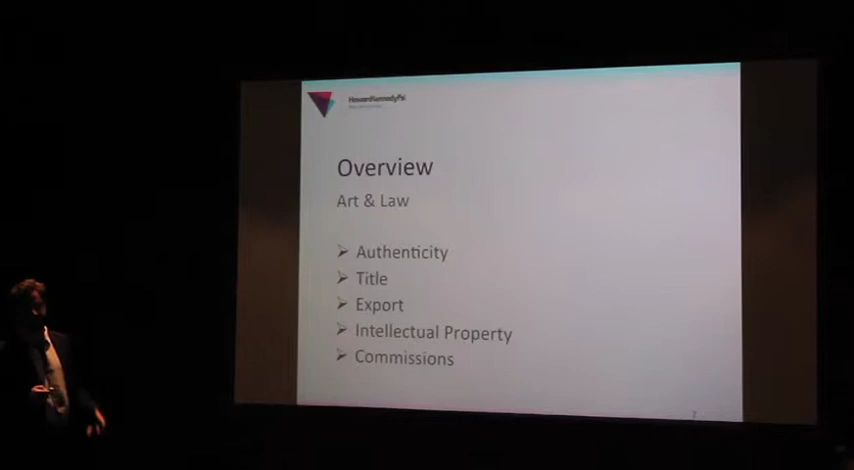 HowardKennedyFsi
Overview
Art & Law
➢ Authenticity
➢ Title
➢ Export
➢ Intellectual Property
➢ Commissions